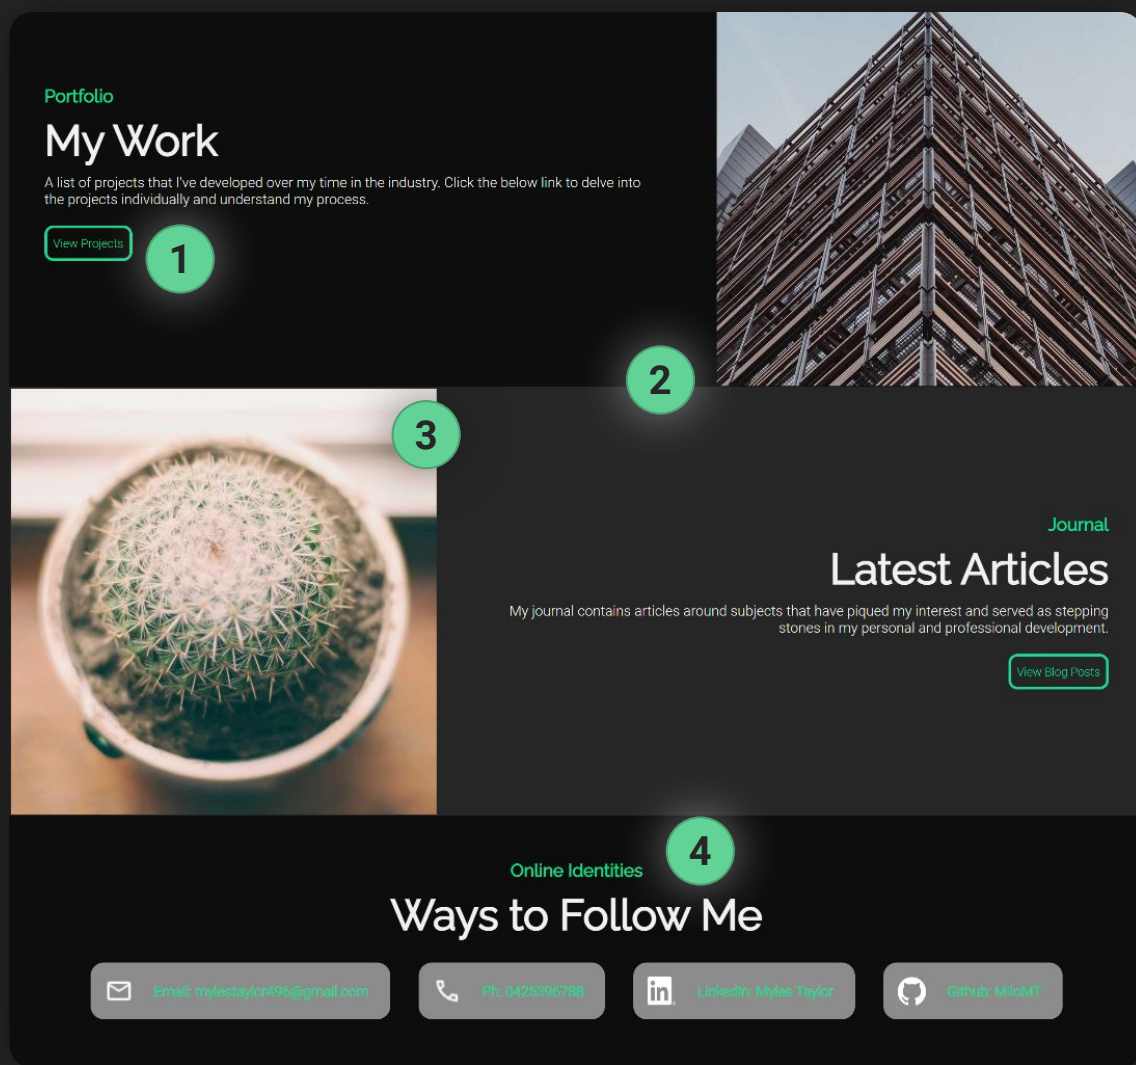 Portfolio
My Work
A list of projects that I've developed over my time in the industry. Click the below link to delve into
the projects individually and understand my process.
View Projects
1
2
3
Journal
Latest Articles
My journal contains articles around subjects that have piqued my interest and served as stepping
stones in my personal and professional development.
View Blog Posts
4
Online Identities
Ways to Follow Me
Email: mylestaylor496@gmail.com
Ph: 0425396788
in
LinkedIn: Myles Taylor
Github: MiloMT